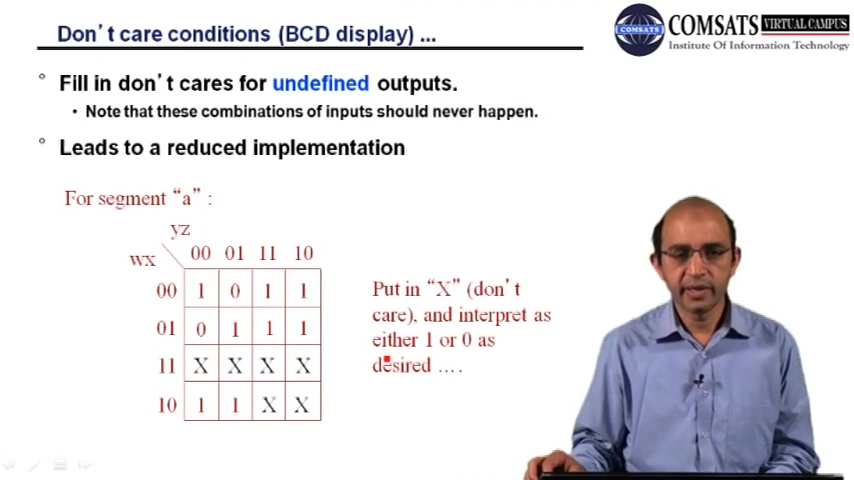 Don't care conditions (BCD display) ...
COMSATS
COMSATS VIRTUAL CAMPUS
Institute Of Information Technology
° Fill in don't cares for undefined outputs.
• Note that these combinations of inputs should never happen.
° Leads to a reduced implementation
For segment "a" :
yz
wx
00 01 11 10
00 1 0 1 1
01 0 1 1 1
11 X X X X
10 1 1 X X
Put in "X" (don't
care), and interpret as
either 1 or 0 as
desired ….